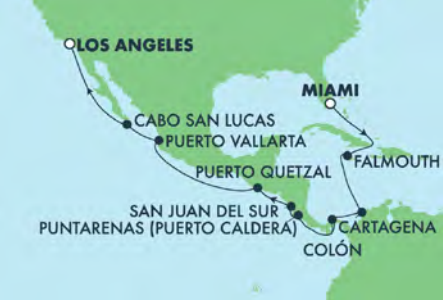 LOS ANGELES
MIAMI
CABO SAN LUCAS
PUERTO VALLARTA
FALMOUTH
PUERTO QUETZAL
SAN JUAN DEL SUR
PUNTARENAS (PUERTO CALDERA)
CARTAGENA
COLÓN